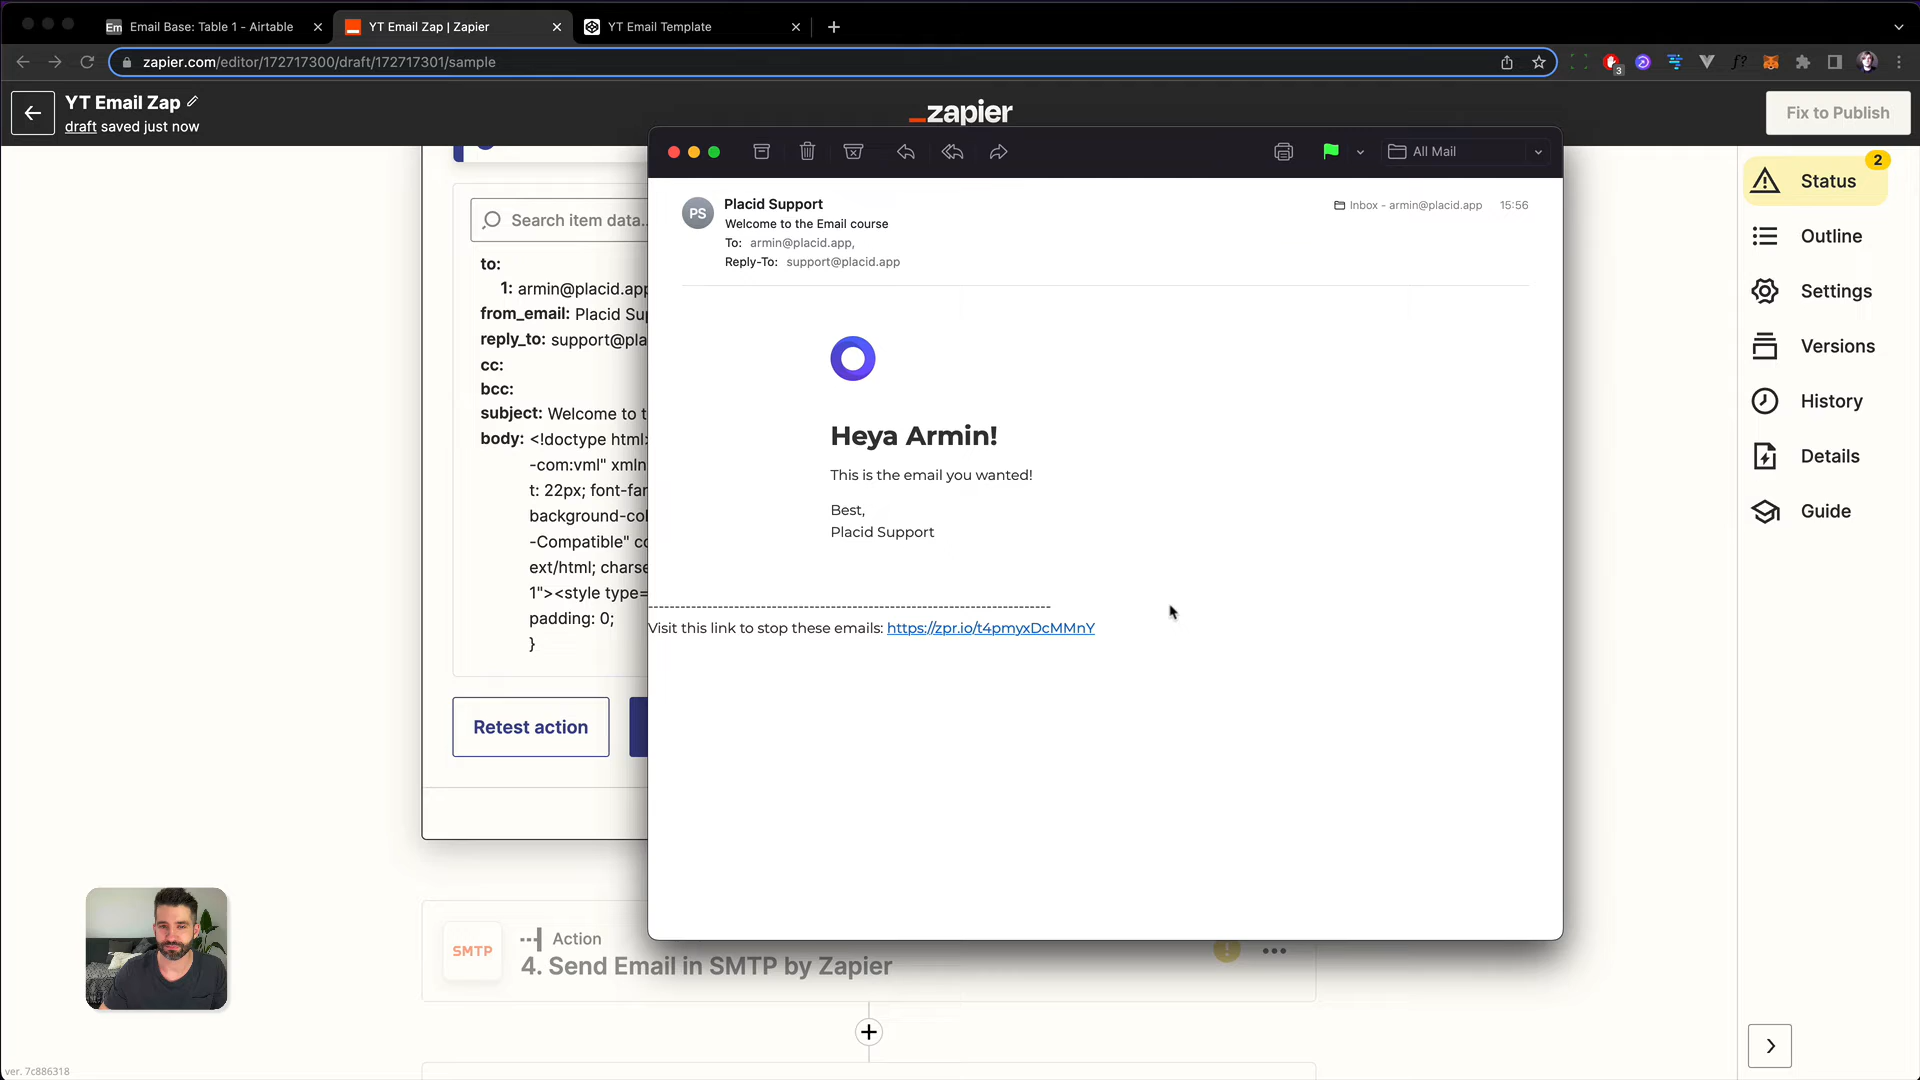 Em Email Base: Table 1 - Airtable
YT Email Zap | Zapier
YT Email Template
zapier.com/editor/172717300/draft/172717301/sample
3
YT Email Zap
draft saved just now
_zapier
Fix to Publish
Search item data..
to:
1: armin@placid.app
from_email: Placid Su
reply_to: support@pla
cc:
bcc:
subject: Welcome to t
body: <!doctype html>
-com:vml" xmln
t: 22px; font-far
background-col
-Compatible" co
ext/html; charse
1"><style type=
padding: 0;
}
Retest action
All Mail
PS
Placid Support
Welcome to the Email course
To: armin@placid.app,
Reply-To: support@placid.app
Inbox - armin@placid.app 15:56
Heya Armin!
This is the email you wanted!
Best,
Placid Support
----------------------------------------------------------------------------
Visit this link to stop these emails: https://zpr.io/t4pmyxDcMMnY
SMTP
Action
4. Send Email in SMTP by Zapier
2
Status
Outline
Settings
Versions
History
Details
Guide
ver. 7c886318